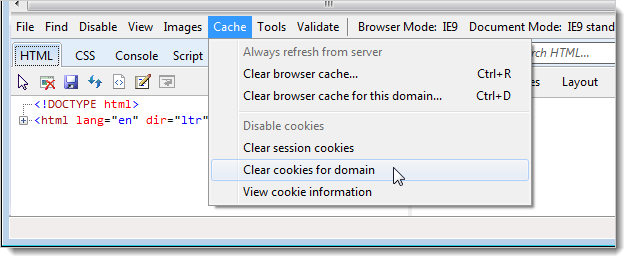 File Find Disable View Images Cache Tools Validate Browser Mode: IE9 Document Mode: IE9 stand
HTML CSS Console Script
Always refresh from server
Clear browser cache... Ctrl+R
Clear browser cache for this domain... Ctrl+D
Disable cookies
Clear session cookies
Clear cookies for domain
View cookie information
HTML...
Layout
<!DOCTYPE html>
<html lang="en" dir="ltr"